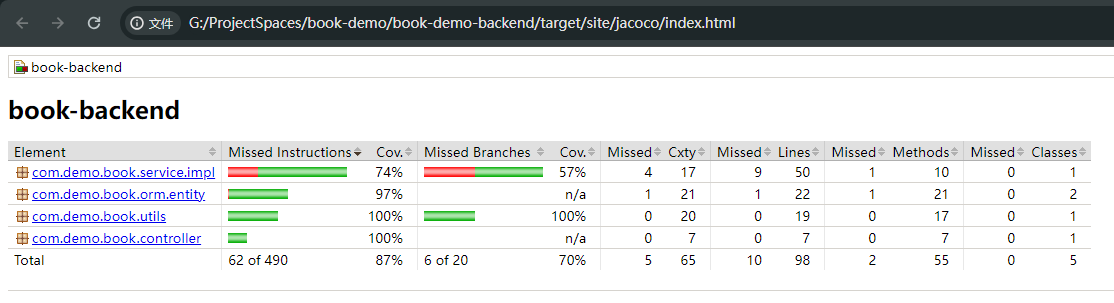 文件 G:/ProjectSpaces/book-demo/book-demo-backend/target/site/jacoco/index.html
book-backend
book-backend
Element Missed Instructions Cov. Missed Branches Cov. Missed Cxty Missed Lines Missed Methods Missed Classes
com.demo.book.service.impl 74% 57% 4 17 9 50 1 10 0 1
com.demo.book.orm.entity 97% n/a 1 21 1 22 1 21 0 2
com.demo.book.utils 100% 100% 0 20 0 19 0 17 0 1
com.demo.book.controller 100% n/a 0 7 0 7 0 7 0 1
Total 62 of 490 87% 6 of 20 70% 5 65 10 98 2 55 0 5